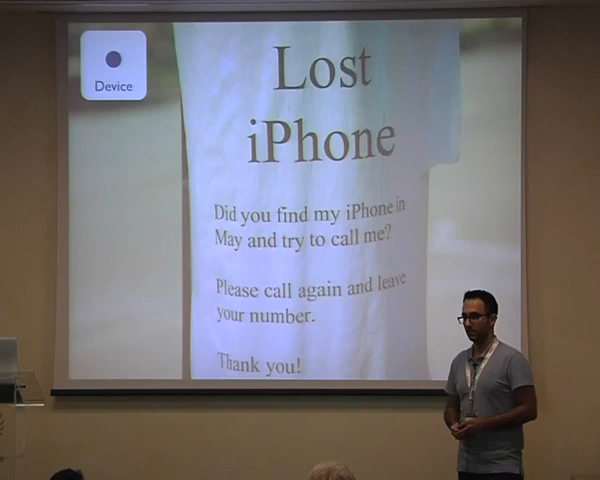 Device
Lost
iPhone
Did you find my iPhone in
May and try to call me?
Please call again and leave
your number.
Thank you!